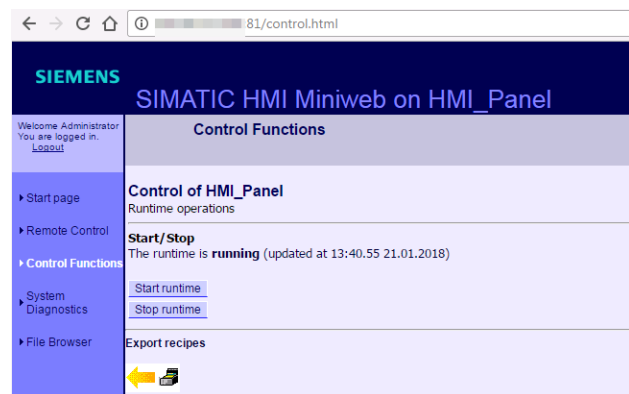 81/control.html
SIEMENS
SIMATIC HMI Miniweb on HMI_Panel
Welcome Administrator
You are logged in.
Logout
Control Functions
Start page
Remote Control
Control Functions
System
Diagnostics
File Browser
Control of HMI_Panel
Runtime operations
Start/Stop
The runtime is running (updated at 13:40.55 21.01.2018)
Start runtime
Stop runtime
Export recipes